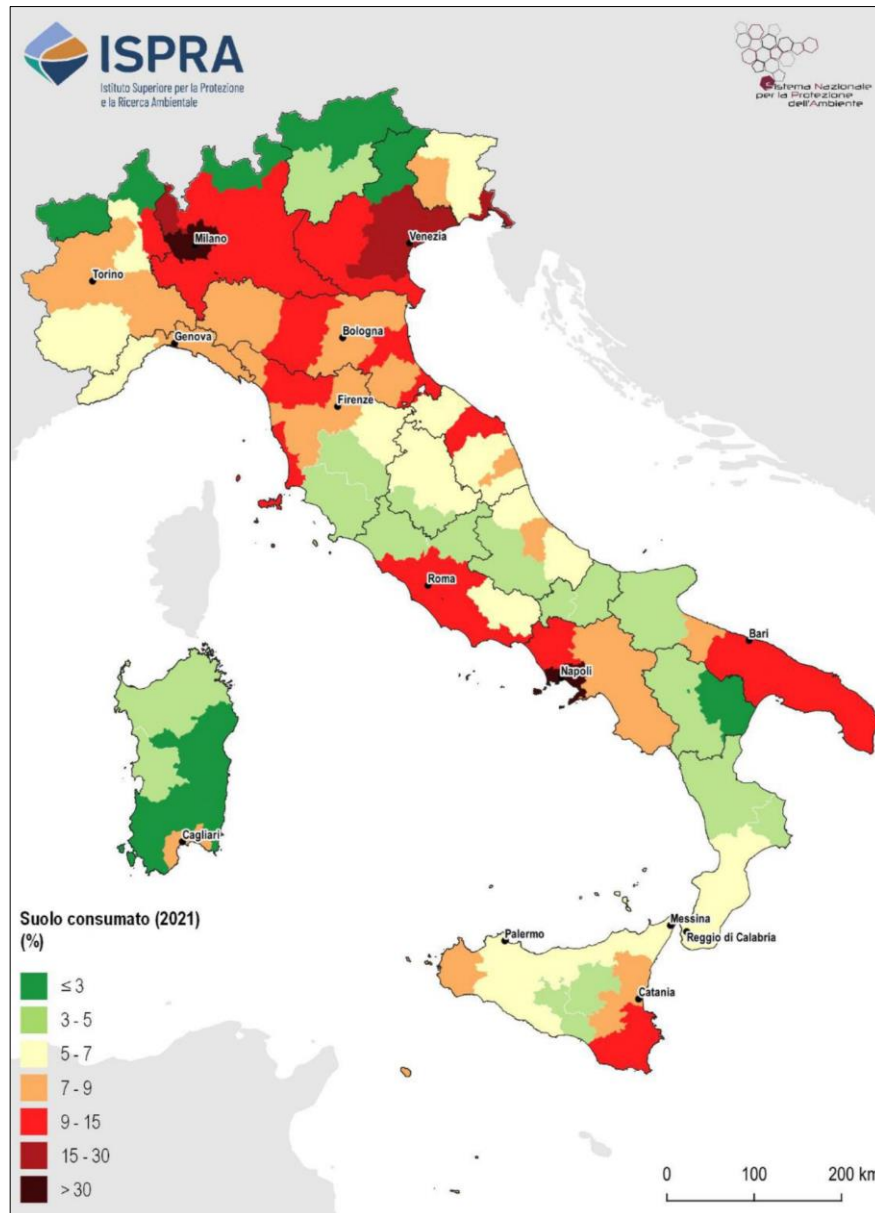 ISPRA
Istituto Superiore per la Protezione
e la Ricerca Ambientale
Sistema Nazionale
per la Protezione
dell'Ambiente
Milano
Venezia
Torino
Genova
Bologna
Firenze
Roma
Bari
Napoli
Cagliari
Messina
Palermo
Reggio di Calabria
Catania
Suolo consumato (2021)
(%)
≤ 3
3 - 5
5 - 7
7 - 9
9 - 15
15 - 30
> 30
0 100 200 km